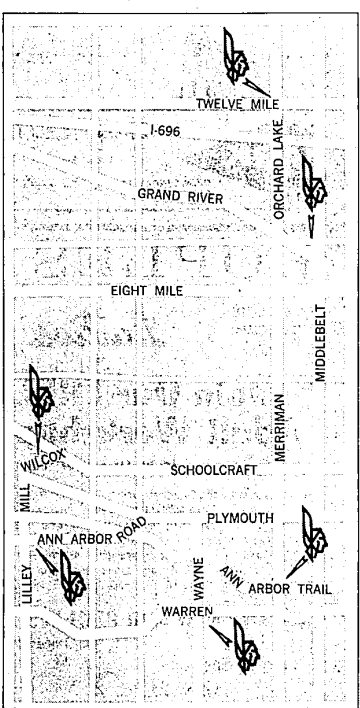 TWELVE MILE
I-696
ORCHARD LAKE
GRAND RIVER
EIGHT MILE
MIDDLEBELT
MERRIMAN
WILCOX
SCHOOLCRAFT
MILL
PLYMOUTH
ANN ARBOR ROAD
WAYNE
ANN ARBOR TRAIL
LILLEY
WARREN